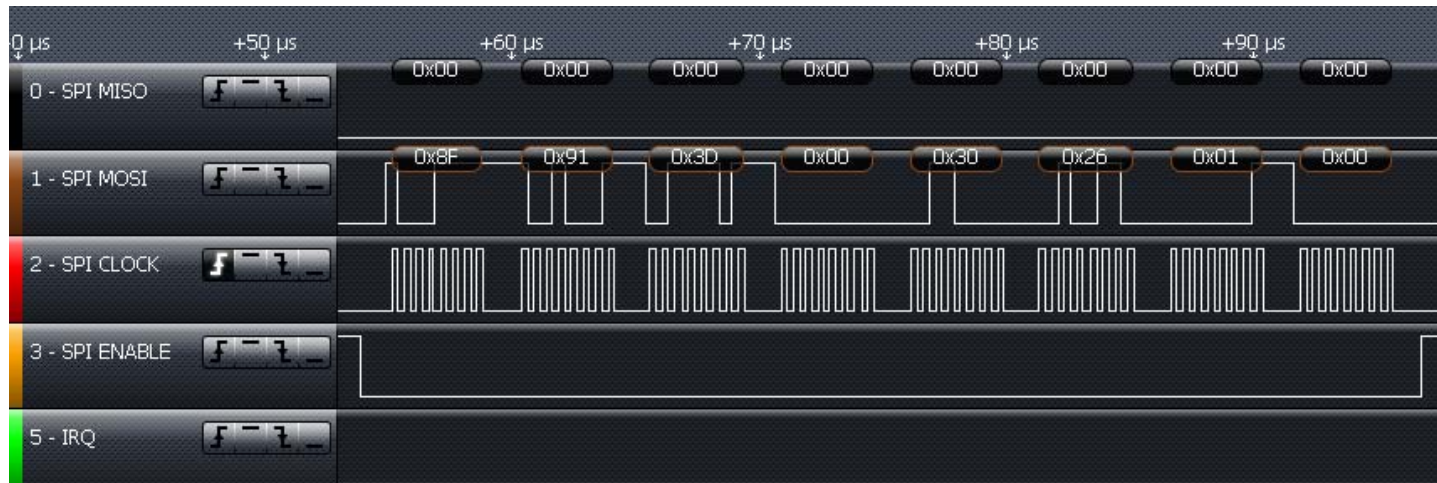 0 µs +50 µs +60 µs +70 µs +80 µs +90 µs
0x00 0x00 0x00 0x00 0x00 0x00 0x00 0x00
0 - SPI MISO
0x8F 0x91 0x3D 0x00 0x30 0x26 0x01 0x00
1 - SPI MOSI
2 - SPI CLOCK
3 - SPI ENABLE
5 - IRQ